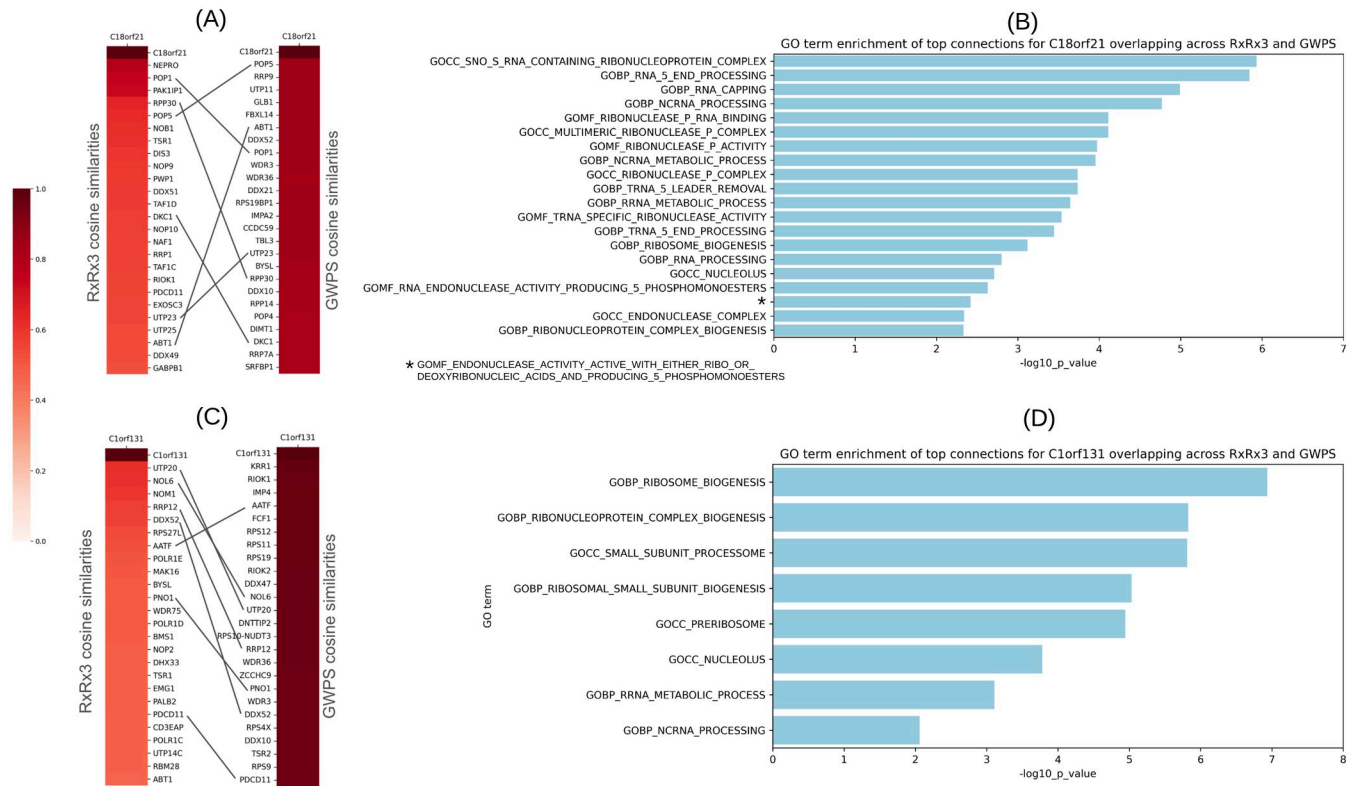 (A)
C18orf21
C18orf21
C18orf21
NEPRO
POP1
PAK1IP1
RPP30
POP5
NOB1
TSR1
DIS3
NOP9
PWP1
DDX51
TAF1D
DKC1
NOP10
NAF1
RRP1
TAF1C
RIOK1
PDCD11
EXOSC3
UTP23
UTP25
ABT1
DDX49
GABPB1
RxRx3 cosine similarities
C18orf21
POP5
RRP9
UTP11
GLB1
FBXL14
ABT1
DDX52
POP1
WDR3
WDR36
DDX21
RPS19BP1
IMPA2
CCDC59
TBL3
UTP23
BYSL
RPP30
DDX10
RPP14
POP4
DIMT1
DKC1
RRP7A
SRFBP1
GWPS cosine similarities
1.0
0.8
0.6
0.4
0.2
0.0
(B)
GO term enrichment of top connections for C18orf21 overlapping across RxRx3 and GWPS
GOCC_SNO_S_RNA_CONTAINING_RIBONUCLEOPROTEIN_COMPLEX
GOBP_RNA_5_END_PROCESSING
GOBP_RNA_CAPPING
GOBP_NCRNA_PROCESSING
GOMF_RIBONUCLEASE_P_RNA_BINDING
GOCC_MULTIMERIC_RIBONUCLEASE_P_COMPLEX
GOMF_RIBONUCLEASE_P_ACTIVITY
GOBP_NCRNA_METABOLIC_PROCESS
GOCC_RIBONUCLEASE_P_COMPLEX
GOBP_TRNA_5_LEADER_REMOVAL
GOBP_RRNA_METABOLIC_PROCESS
GOMF_TRNA_SPECIFIC_RIBONUCLEASE_ACTIVITY
GOBP_TRNA_5_END_PROCESSING
GOBP_RIBOSOME_BIOGENESIS
GOBP_RNA_PROCESSING
GOCC_NUCLEOLUS
GOMF_RNA_ENDONUCLEASE_ACTIVITY_PRODUCING_5_PHOSPHOMONOESTERS
*
GOCC_ENDONUCLEASE_COMPLEX
GOBP_RIBONUCLEOPROTEIN_COMPLEX_BIOGENESIS
0 1 2 3 4 5 6 7
-log10_p_value
* GOMF_ENDONUCLEASE_ACTIVITY_ACTIVE_WITH_EITHER_RIBO_OR_
DEOXYRIBONUCLEIC_ACIDS_AND_PRODUCING_5_PHOSPHOMONOESTERS
(C)
C1orf131
C1orf131
C1orf131
UTP20
NOL6
NOM1
RRP12
DDX52
RPS27L
AATF
POLR1E
MAK16
BYSL
PNO1
WDR75
POLR1D
BMS1
NOP2
DHX33
TSR1
EMG1
PALB2
PDCD11
CD3EAP
POLR1C
UTP14C
RBM28
ABT1
RxRx3 cosine similarities
C1orf131
KRR1
RIOK1
IMP4
AATF
FCF1
RPS12
RPS11
RPS19
RIOK2
DDX47
NOL6
UTP20
DNTTIP2
RPS10-NUDT3
RRP12
WDR36
ZCCHC9
PNO1
WDR3
DDX52
RPS4X
DDX10
TSR2
RPS9
PDCD11
GWPS cosine similarities
(D)
GO term enrichment of top connections for C1orf131 overlapping across RxRx3 and GWPS
GO term
GOBP_RIBOSOME_BIOGENESIS
GOBP_RIBONUCLEOPROTEIN_COMPLEX_BIOGENESIS
GOCC_SMALL_SUBUNIT_PROCESSOME
GOBP_RIBOSOMAL_SMALL_SUBUNIT_BIOGENESIS
GOCC_PRERIBOSOME
GOCC_NUCLEOLUS
GOBP_RRNA_METABOLIC_PROCESS
GOBP_NCRNA_PROCESSING
0 1 2 3 4 5 6 7 8
-log10_p_value